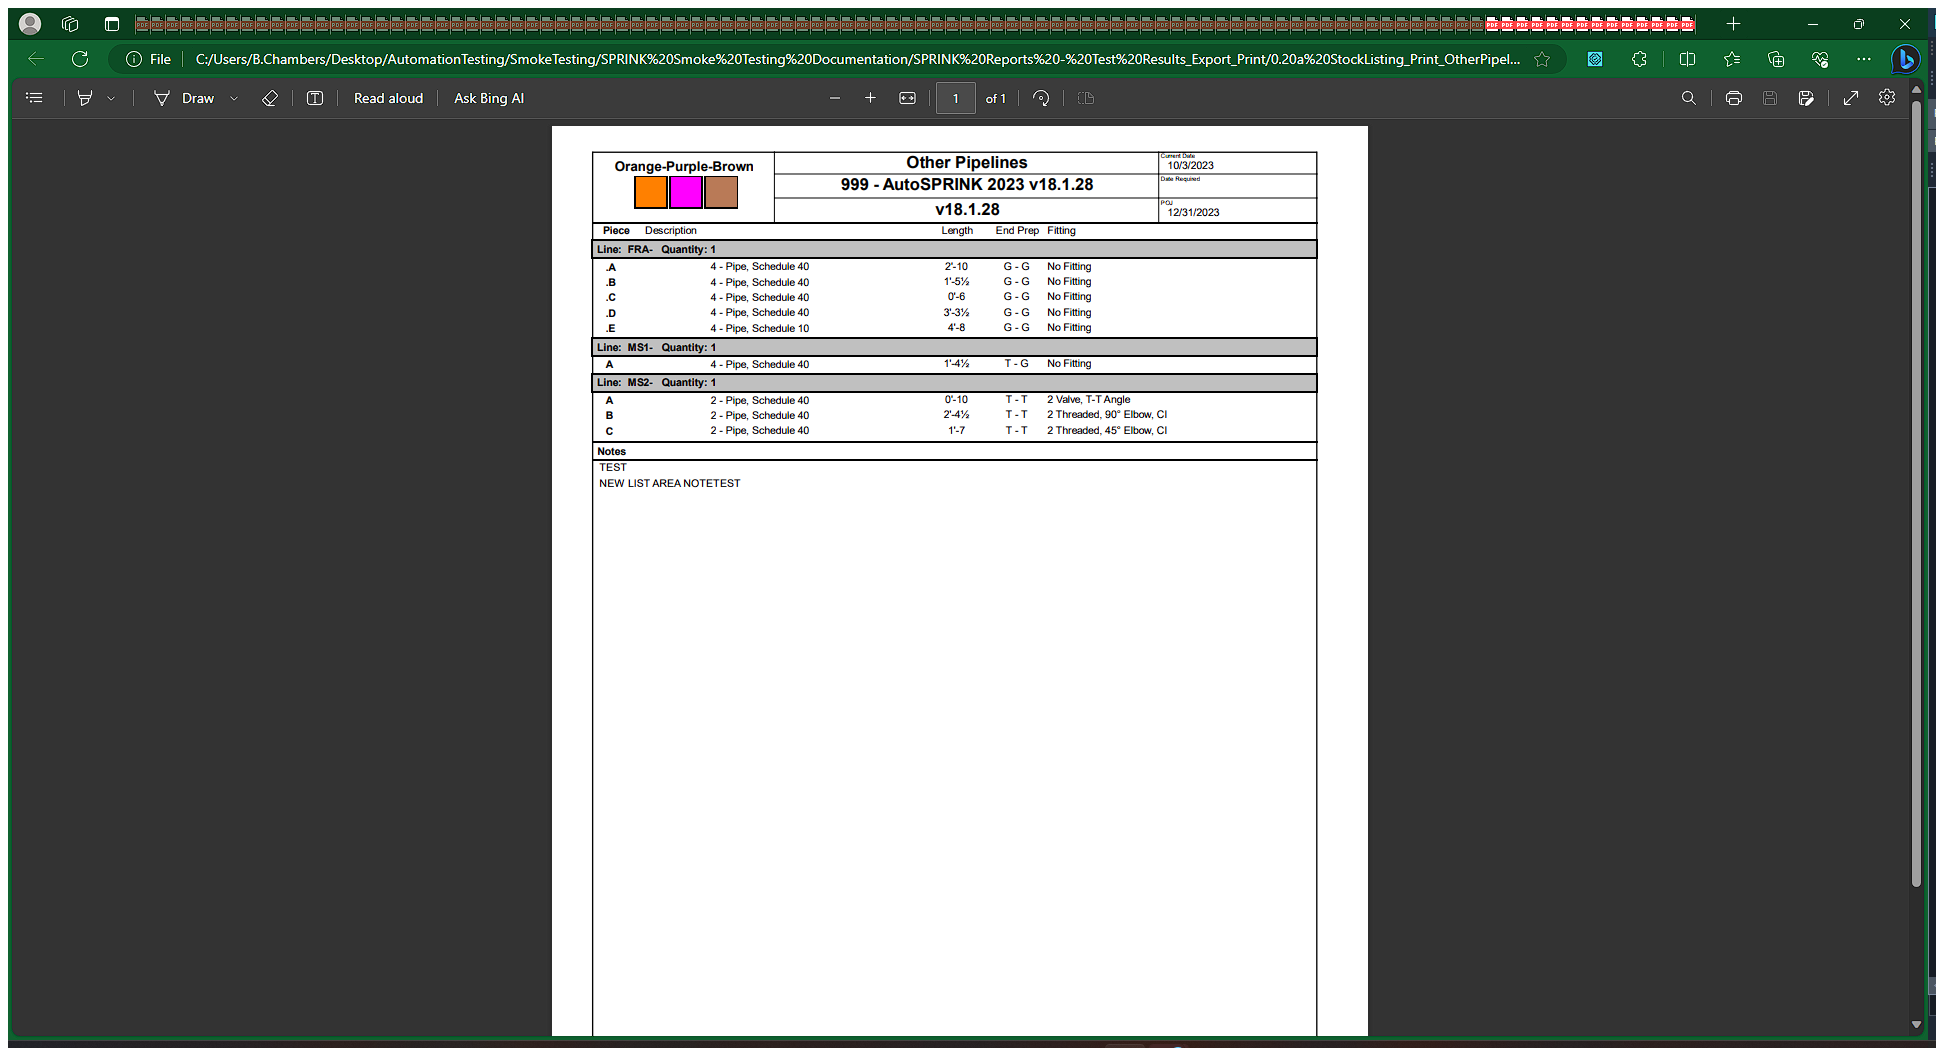 File C:/Users/B.Chambers/Desktop/AutomationTesting/SmokeTesting/SPRINK%20Smoke%20Testing%20Documentation/SPRINK%20Reports%20-%20Test%20Results_Export_Print/0.20a%20StockListing_Print_OtherPipel...
Draw Read aloud Ask Bing AI 1 of 1
Orange-Purple-Brown
Other Pipelines
999 - AutoSPRINK 2023 v18.1.28
v18.1.28
Current Date
10/3/2023
Date Required
POJ
12/31/2023
Piece Description Length End Prep Fitting
Line: FRA- Quantity: 1
.A 4 - Pipe, Schedule 40 2'-10 G - G No Fitting
.B 4 - Pipe, Schedule 40 1'-5½ G - G No Fitting
.C 4 - Pipe, Schedule 40 0'-6 G - G No Fitting
.D 4 - Pipe, Schedule 40 3'-3½ G - G No Fitting
.E 4 - Pipe, Schedule 10 4'-8 G - G No Fitting
Line: MS1- Quantity: 1
A 4 - Pipe, Schedule 40 1'-4½ T - G No Fitting
Line: MS2- Quantity: 1
A 2 - Pipe, Schedule 40 0'-10 T - T 2 Valve, T-T Angle
B 2 - Pipe, Schedule 40 2'-4½ T - T 2 Threaded, 90° Elbow, CI
C 2 - Pipe, Schedule 40 1'-7 T - T 2 Threaded, 45° Elbow, CI
Notes
TEST
NEW LIST AREA NOTETEST